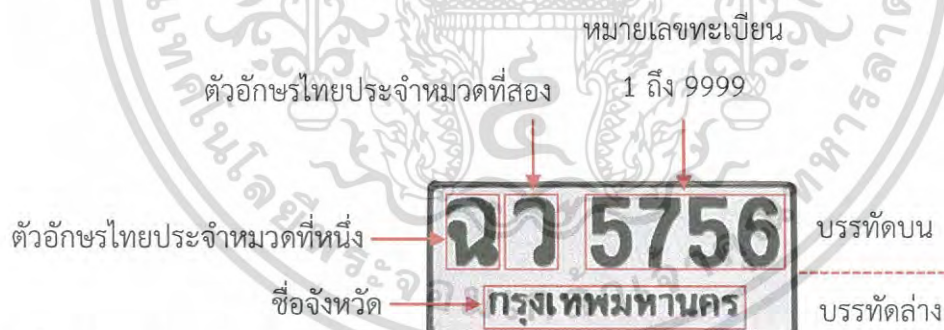 หมายเลขทะเบียน
ตัวอักษรไทยประจำหมวดที่สอง 1 ถึง 9999
ตัวอักษรไทยประจำหมวดที่หนึ่ง ฉว 5756 บรรทัดบน
ชื่อจังหวัด กรุงเทพมหานคร บรรทัดล่าง